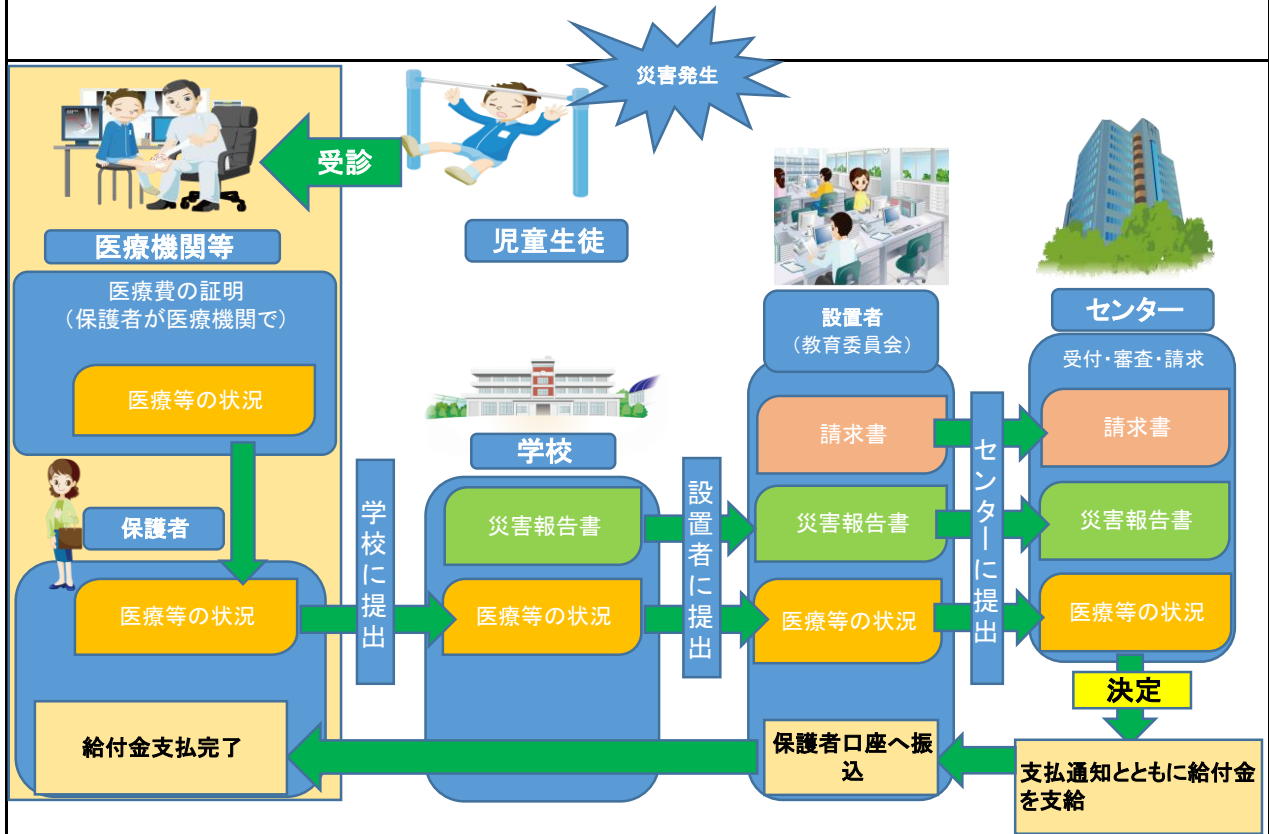 災害発生
受診
医療機関等
児童生徒
医療費の証明
（保護者が医療機関で）
医療等の状況
保護者
医療等の状況
給付金支払完了
学校に提出
学校
災害報告書
医療等の状況
設置者に提出
設置者
（教育委員会）
請求書
災害報告書
医療等の状況
保護者口座へ振
込
センターに提出
センター
受付・審査・請求
請求書
災害報告書
医療等の状況
決定
支払通知とともに給付金
を支給